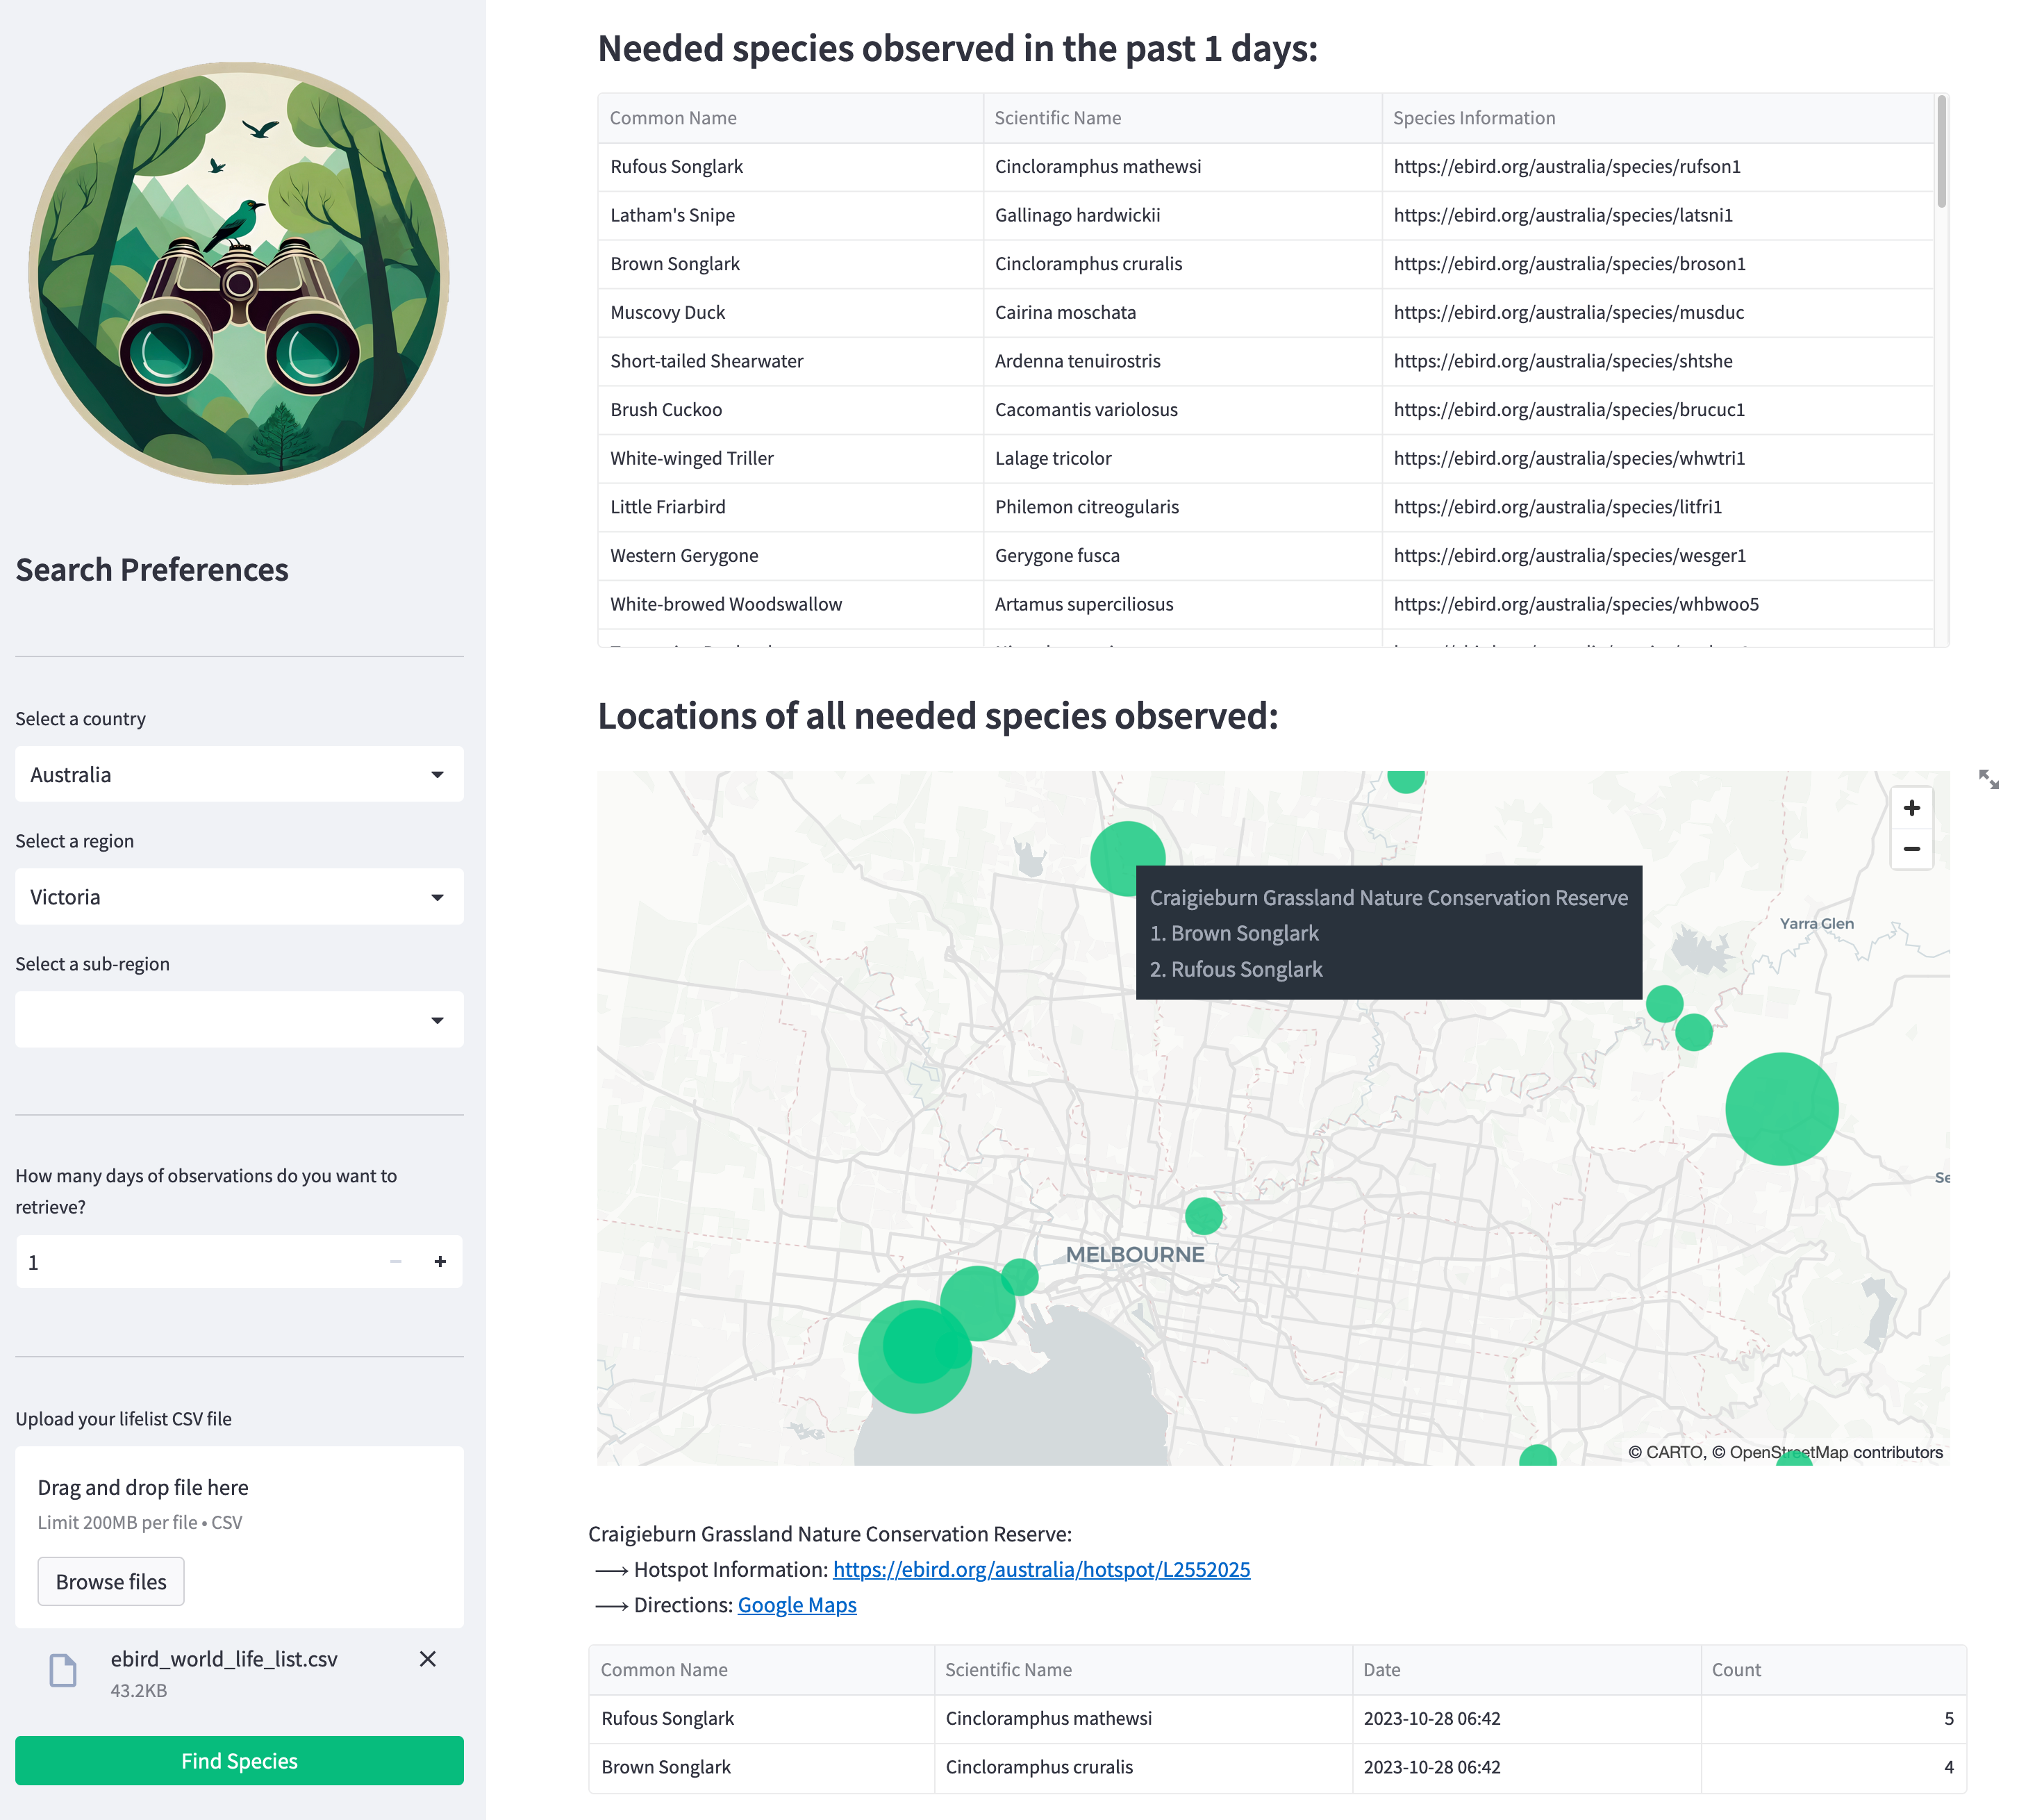 Search Preferences
Select a country
Australia
Select a region
Victoria
Select a sub-region
How many days of observations do you want to
retrieve?
1
Upload your lifelist CSV file
Drag and drop file here
Limit 200MB per file • CSV
Browse files
ebird_world_life_list.csv
43.2KB
Find Species
Needed species observed in the past 1 days:
Common Name Scientific Name Species Information
Rufous Songlark Cincloramphus mathewsi https://ebird.org/australia/species/rufson1
Latham's Snipe Gallinago hardwickii https://ebird.org/australia/species/latsni1
Brown Songlark Cincloramphus cruralis https://ebird.org/australia/species/broson1
Muscovy Duck Cairina moschata https://ebird.org/australia/species/musduc
Short-tailed Shearwater Ardenna tenuirostris https://ebird.org/australia/species/shtshe
Brush Cuckoo Cacomantis variolosus https://ebird.org/australia/species/brucuc1
White-winged Triller Lalage tricolor https://ebird.org/australia/species/whwtri1
Little Friarbird Philemon citreogularis https://ebird.org/australia/species/litfri1
Western Gerygone Gerygone fusca https://ebird.org/australia/species/wesger1
White-browed Woodswallow Artamus superciliosus https://ebird.org/australia/species/whbwoo5
Locations of all needed species observed:
Craigieburn Grassland Nature Conservation Reserve
1. Brown Songlark
2. Rufous Songlark
Yarra Glen
Se
MELBOURNE
© CARTO, © OpenStreetMap contributors
Craigieburn Grassland Nature Conservation Reserve:
⟶ Hotspot Information: https://ebird.org/australia/hotspot/L2552025
⟶ Directions: Google Maps
Common Name Scientific Name Date Count
Rufous Songlark Cincloramphus mathewsi 2023-10-28 06:42 5
Brown Songlark Cincloramphus cruralis 2023-10-28 06:42 4